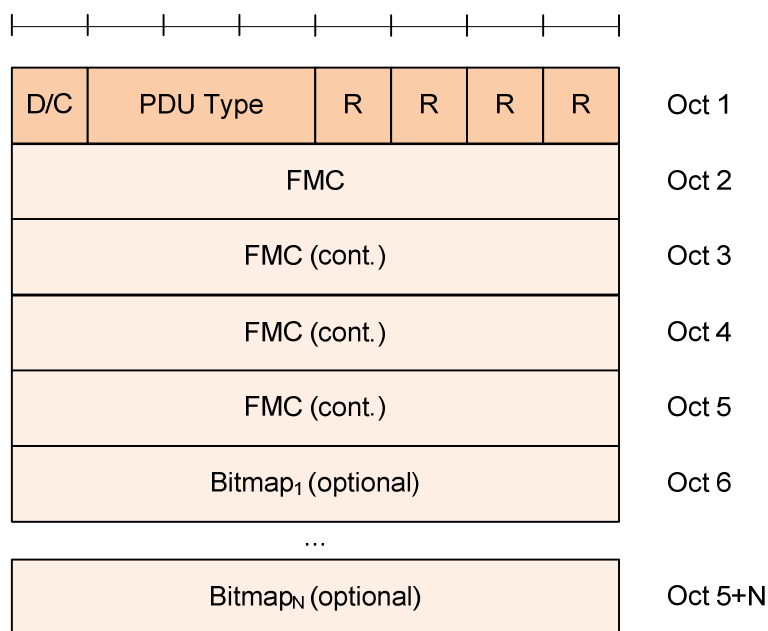 D/C PDU Type R R R R Oct 1
FMC Oct 2
FMC (cont.) Oct 3
FMC (cont.) Oct 4
FMC (cont.) Oct 5
Bitmap₁ (optional) Oct 6
...
Bitmap_N (optional) Oct 5+N